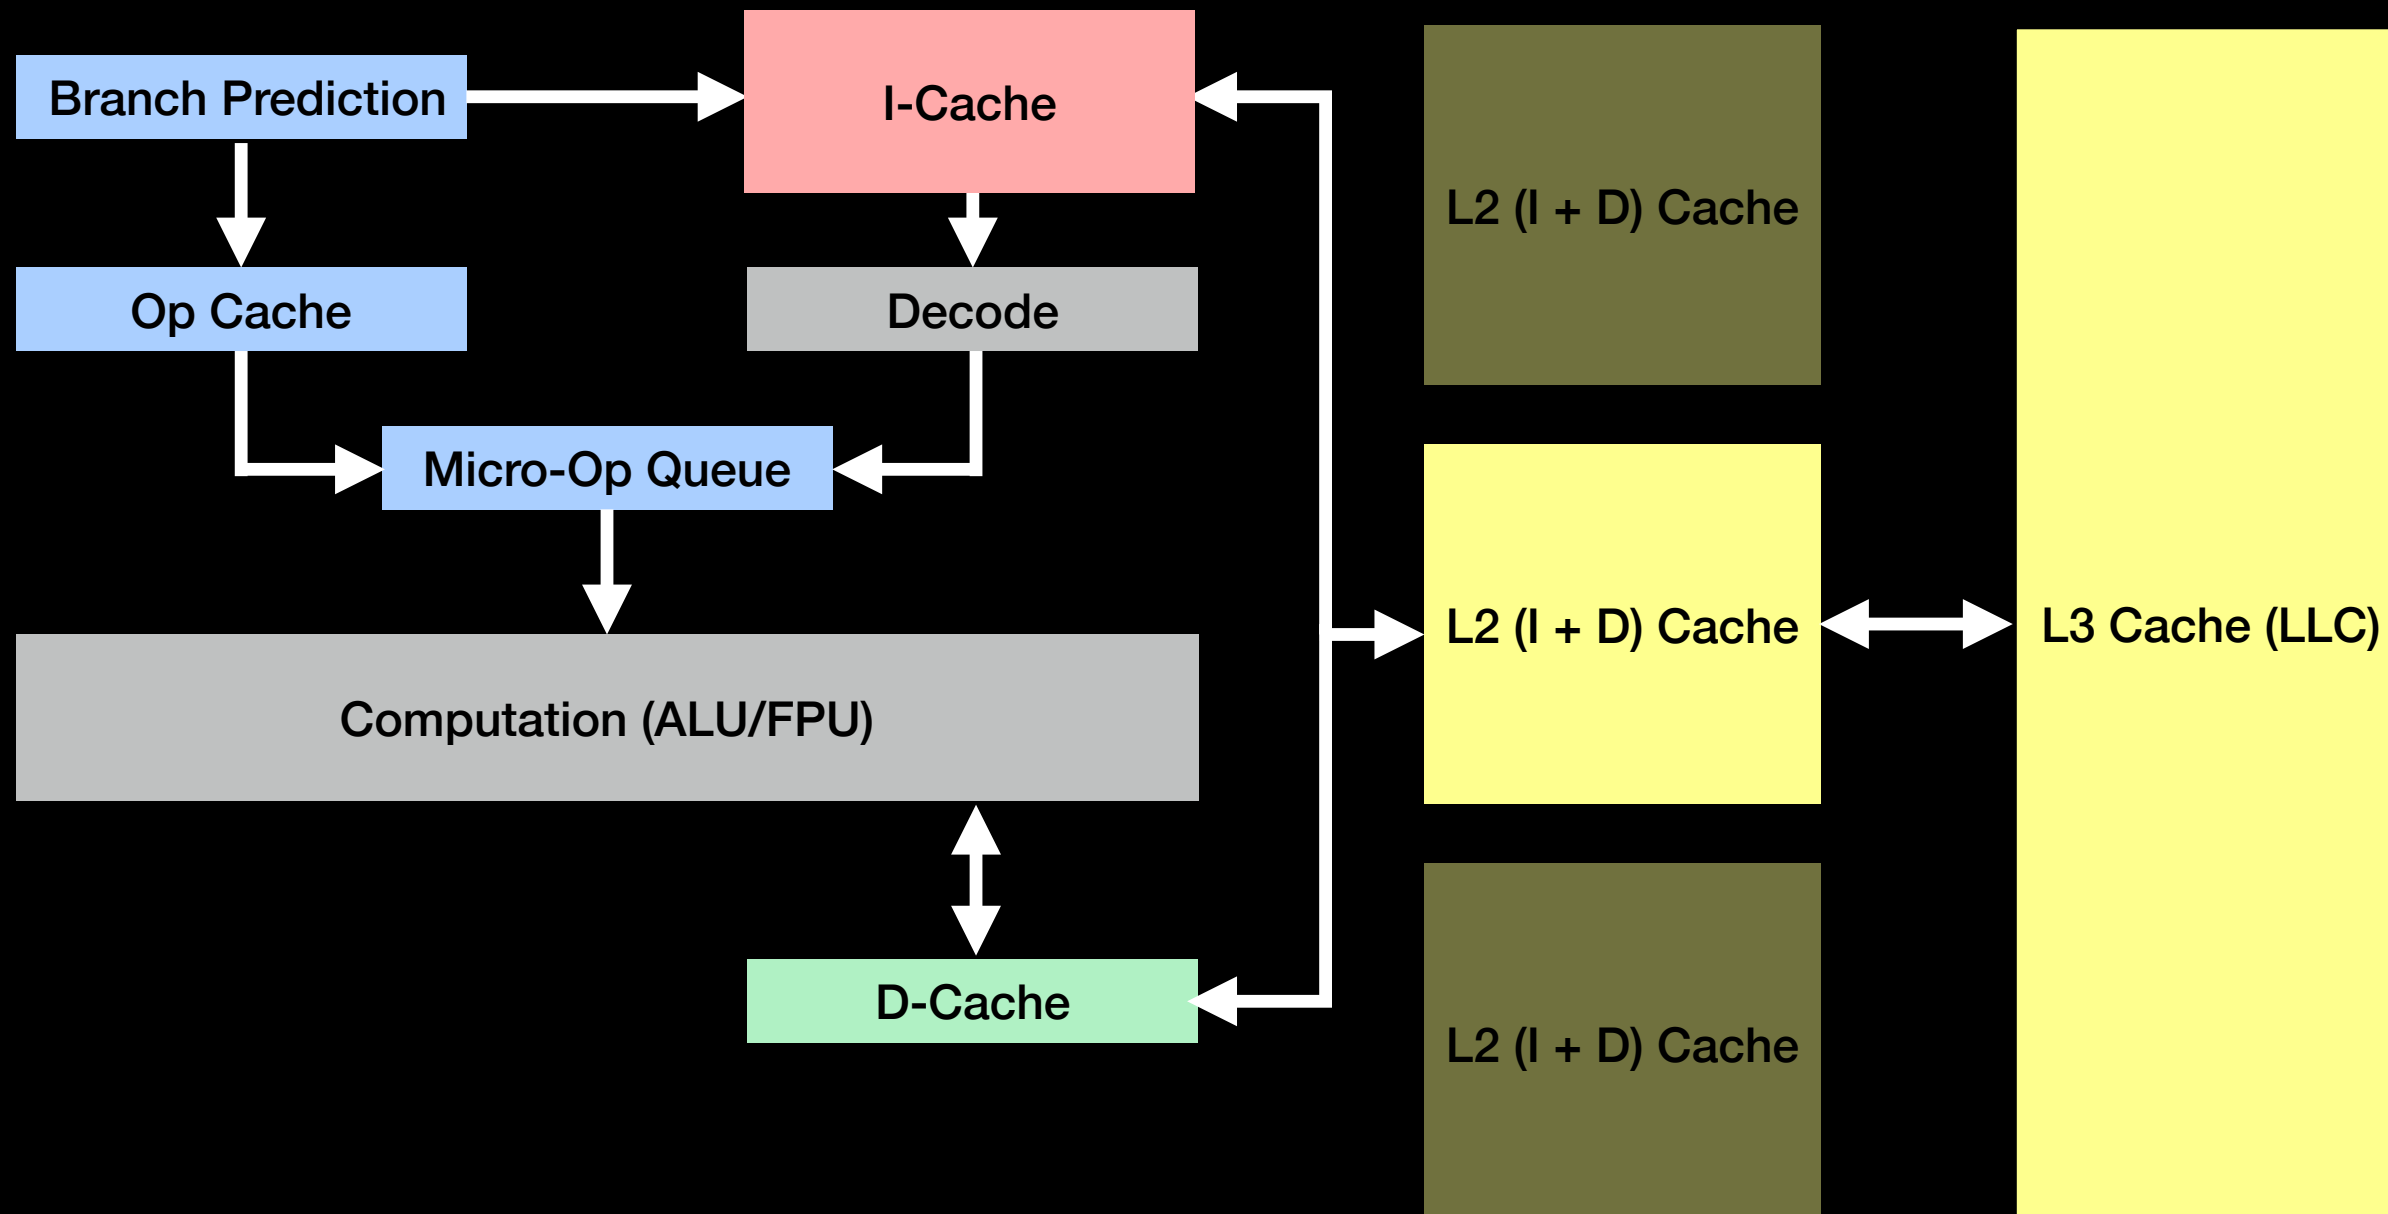 Branch Prediction
I-Cache
L2 (I + D) Cache
Op Cache
Decode
Micro-Op Queue
L2 (I + D) Cache
L3 Cache (LLC)
Computation (ALU/FPU)
D-Cache
L2 (I + D) Cache